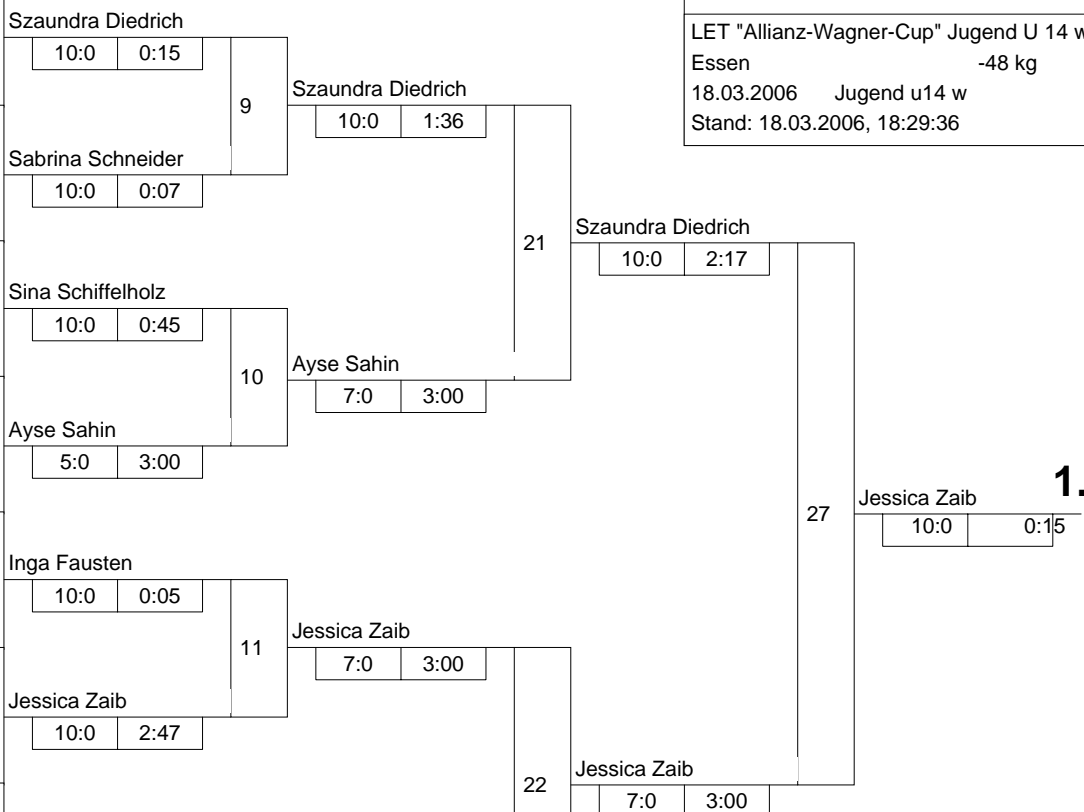 LET "Allianz-Wagner-Cup" Jugend U 14 w
Essen -48 kg
18.03.2006 Jugend u14 w
Stand: 18.03.2006, 18:29:36
Szaundra Diedrich
10:0 0:15
9
Sabrina Schneider
10:0 0:07
Szaundra Diedrich
10:0 1:36
Sina Schiffelholz
10:0 0:45
10
Ayse Sahin
5:0 3:00
Ayse Sahin
7:0 3:00
21
Szaundra Diedrich
10:0 2:17
Inga Fausten
10:0 0:05
11
Jessica Zaib
10:0 2:47
Jessica Zaib
7:0 3:00
22
Jessica Zaib
7:0 3:00
27
Jessica Zaib 1.
10:0 0:15